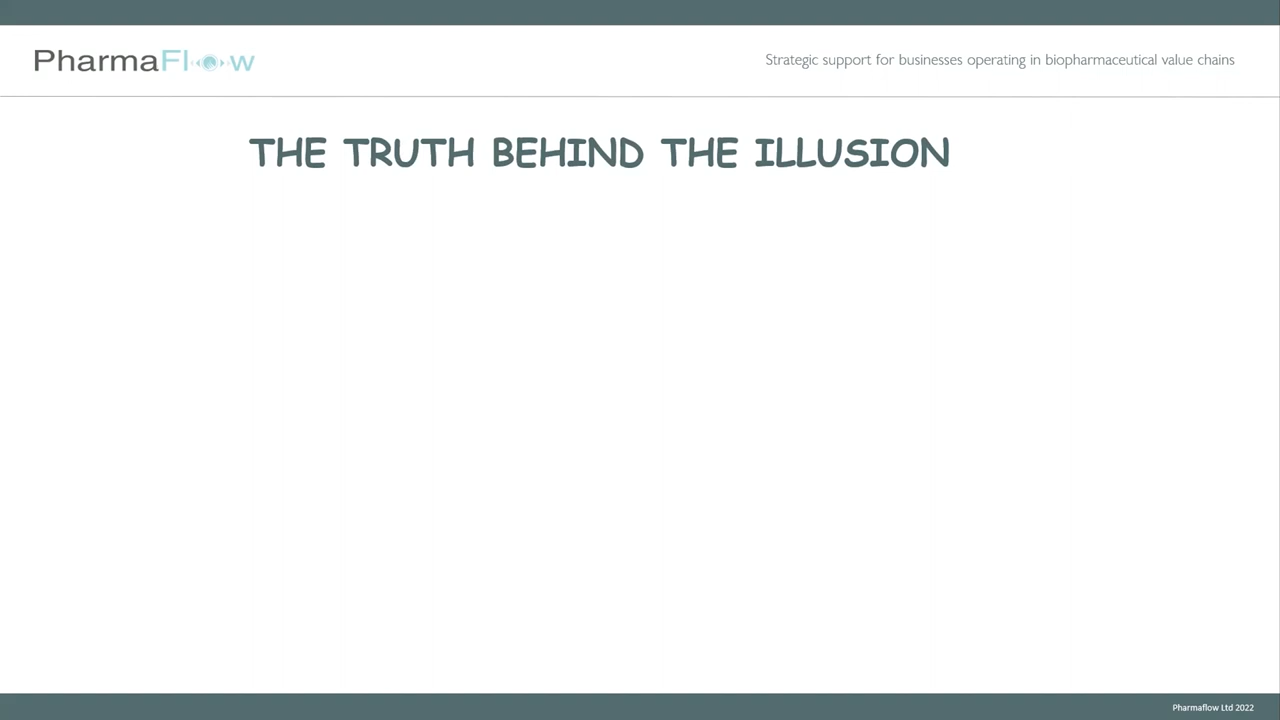 PharmaFlow
Strategic support for businesses operating in biopharmaceutical value chains
THE TRUTH BEHIND THE ILLUSION
Pharmaflow Ltd 2022